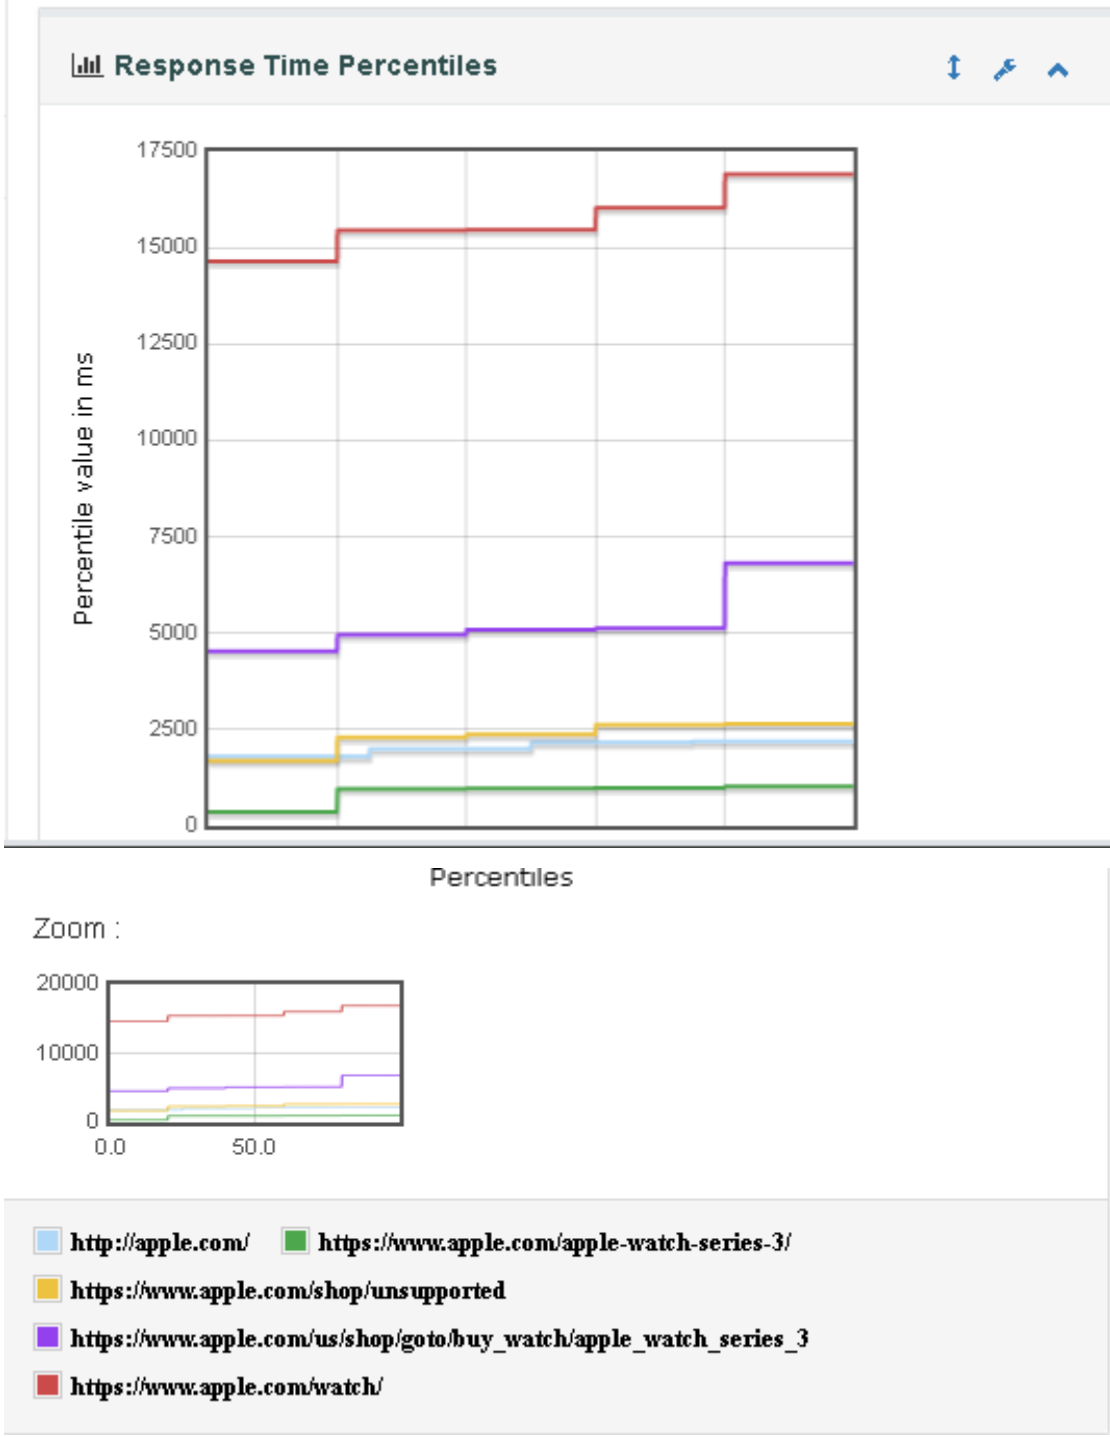 Response Time Percentiles
17500
15000
12500
10000
7500
5000
2500
0
Percentile value in ms
Percentiles
Zoom :
20000
10000
0
0.0 50.0
http://apple.com/ https://www.apple.com/apple-watch-series-3/
https://www.apple.com/shop/unsupported
https://www.apple.com/us/shop/goto/buy_watch/apple_watch_series_3
https://www.apple.com/watch/